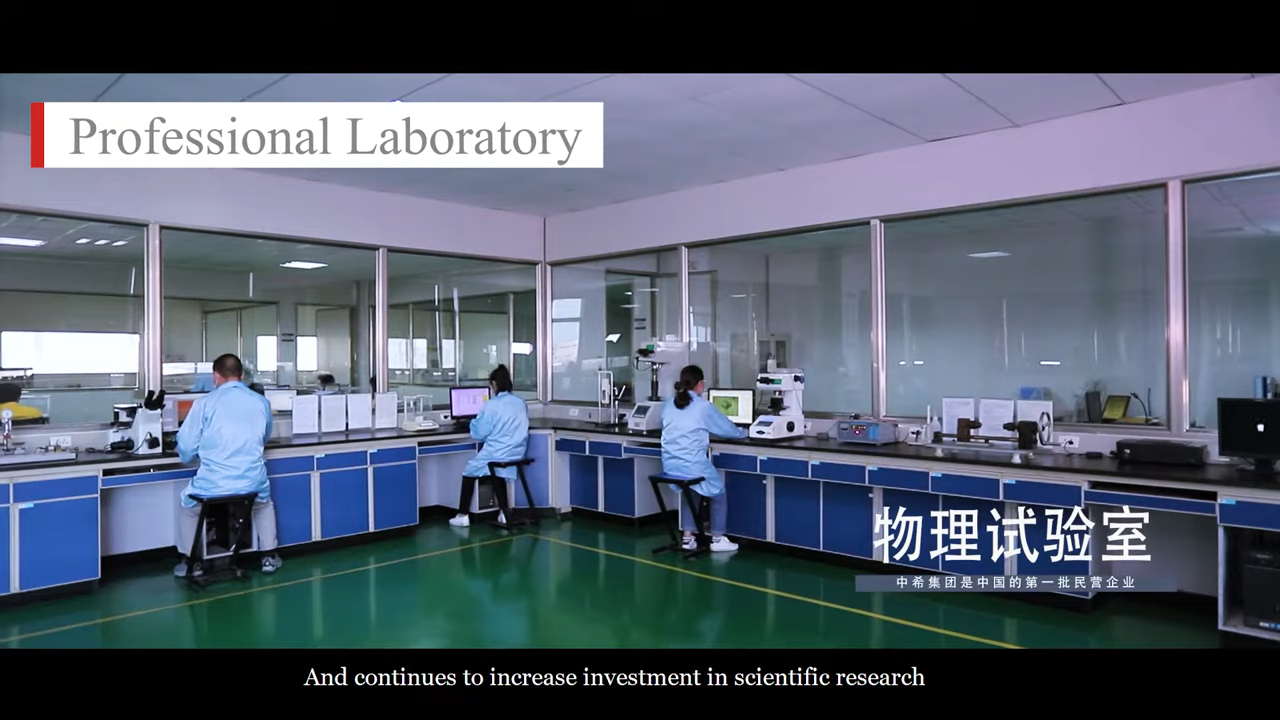 Professional Laboratory
物理试验室
中希集团是中国的第一批民营企业
And continues to increase investment in scientific research